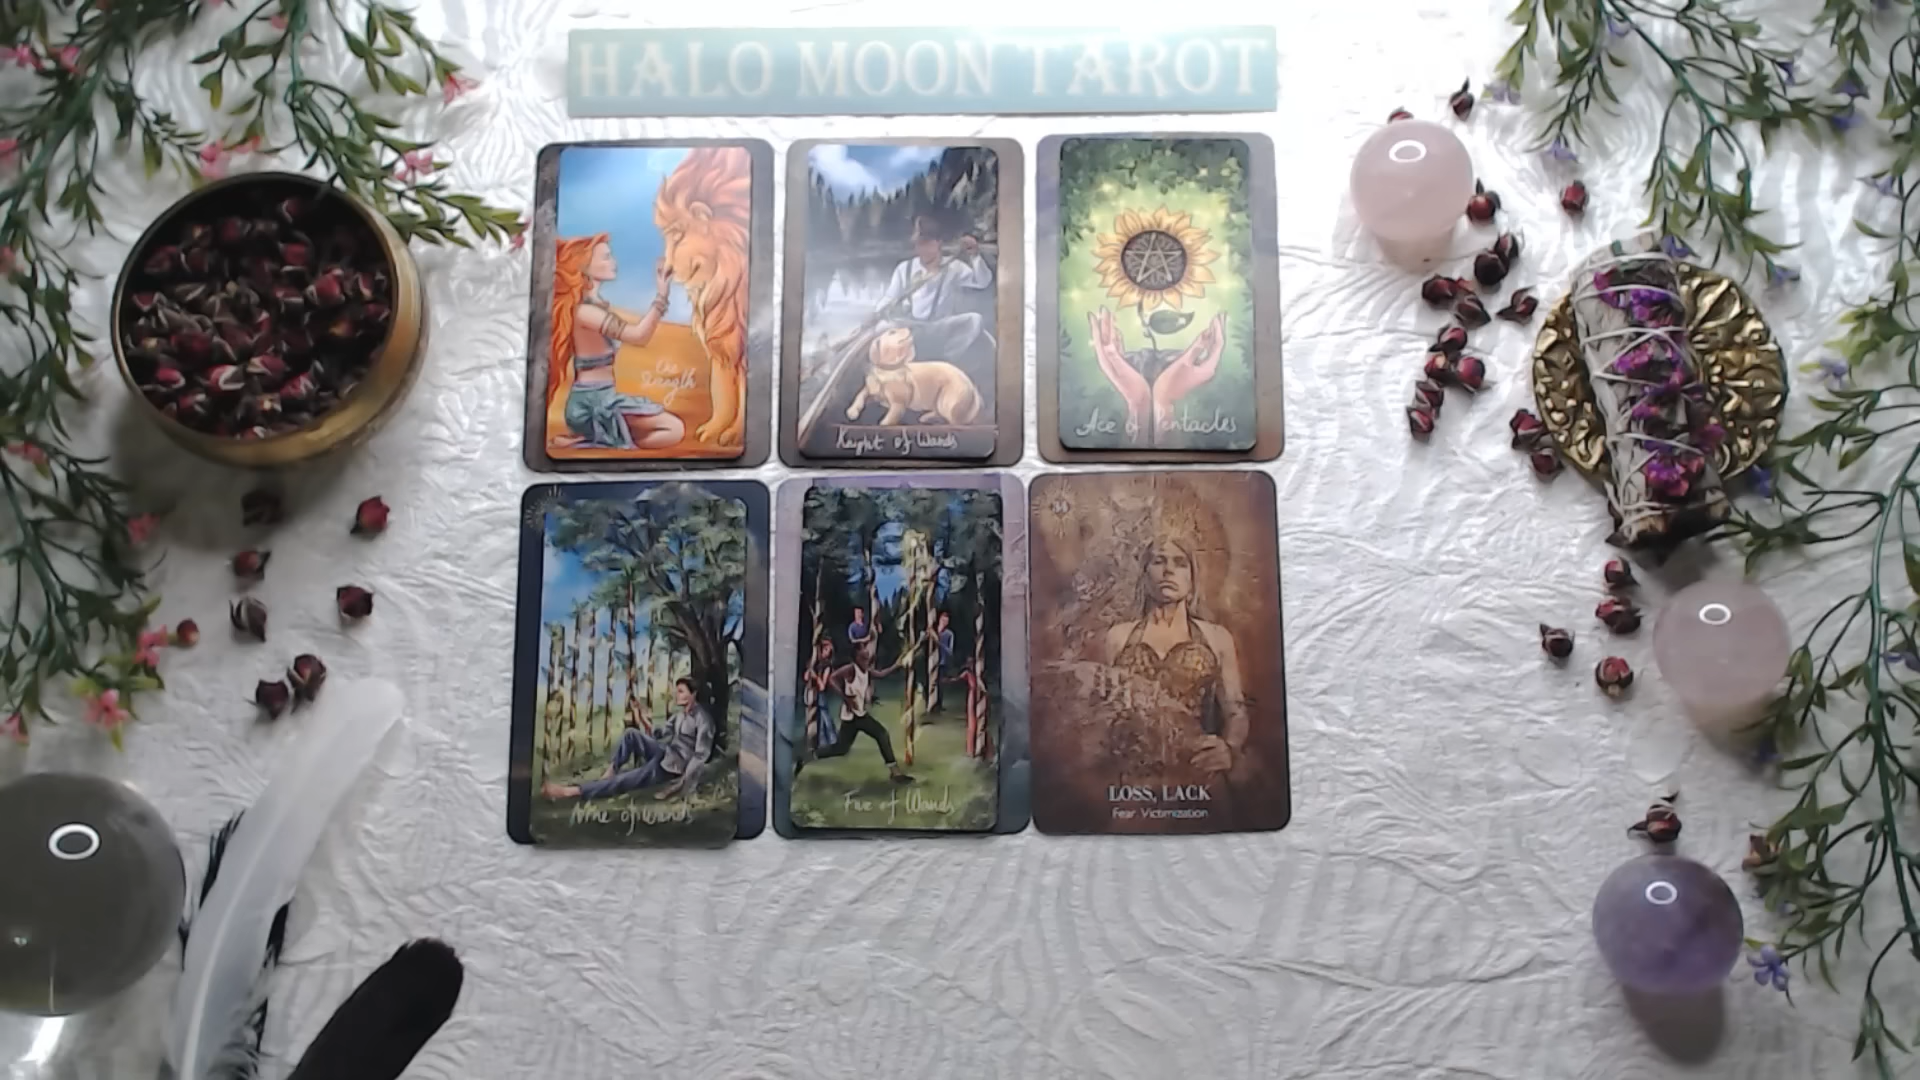 HALO MOON TAROT
Strength
Knight of Wands
Ace of Pentacles
Nine of Wands
Five of Wands
34
LOSS, LACK
Fear Victimization